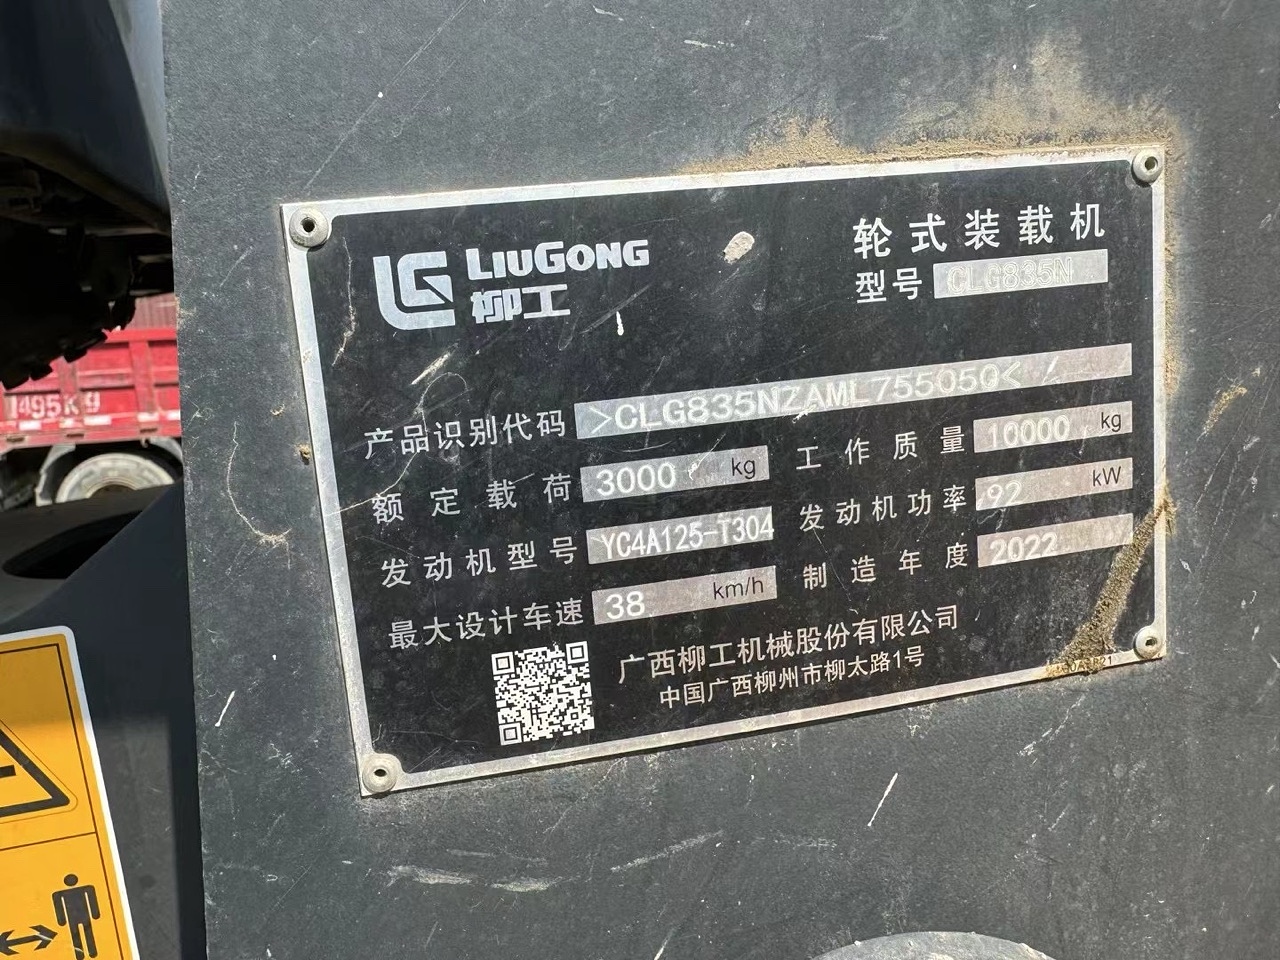 LIUGONG
柳工
轮式装载机
型号 CLG835N
产品识别代码 >CLG835NZAML755050<
额定载荷 3000 kg 工作质量 10000 kg
发动机型号 YC4A125-T304 发动机功率 92 kW
最大设计车速 38 km/h 制造年度 2022
广西柳工机械股份有限公司
中国广西柳州市柳太路1号
1495K9